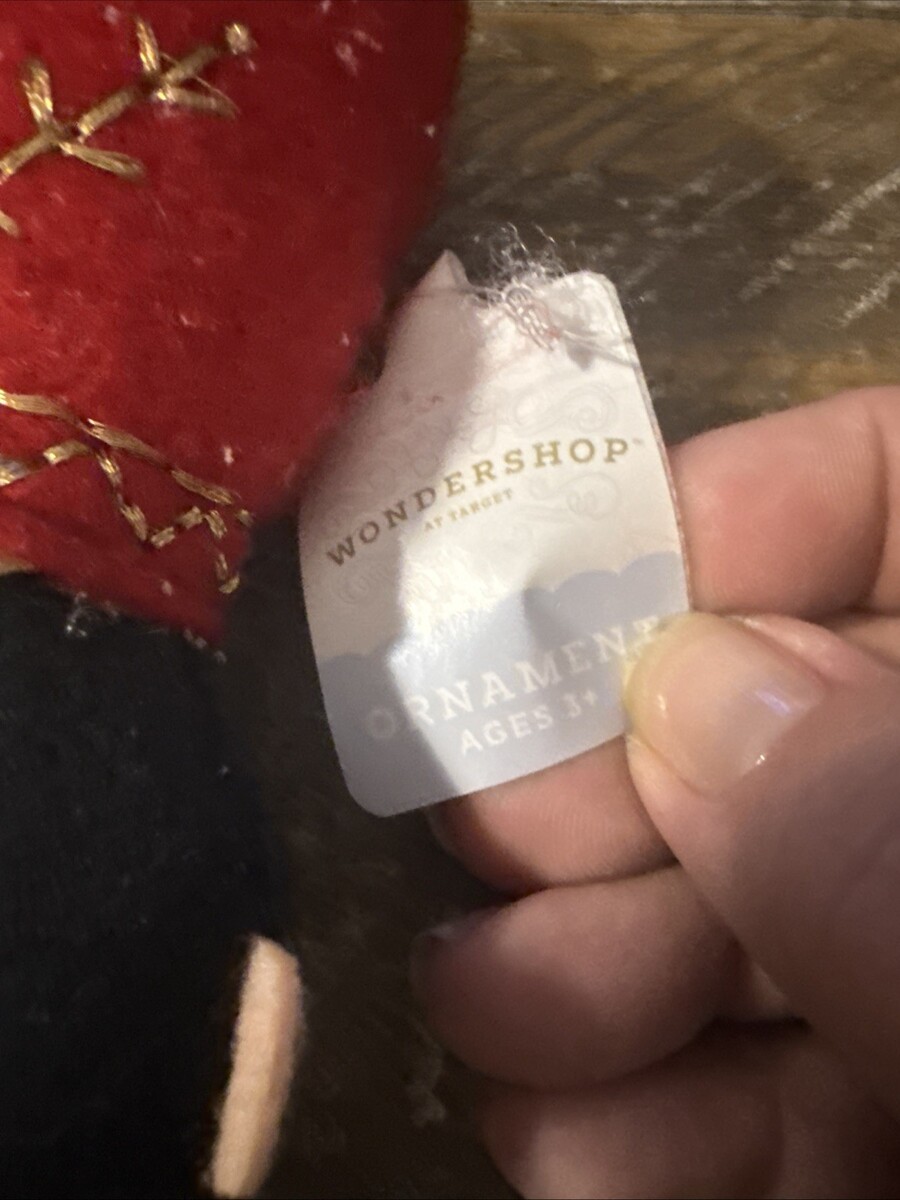 WONDERSHOP™
AT TARGET
ORNAMENT
AGES 3+